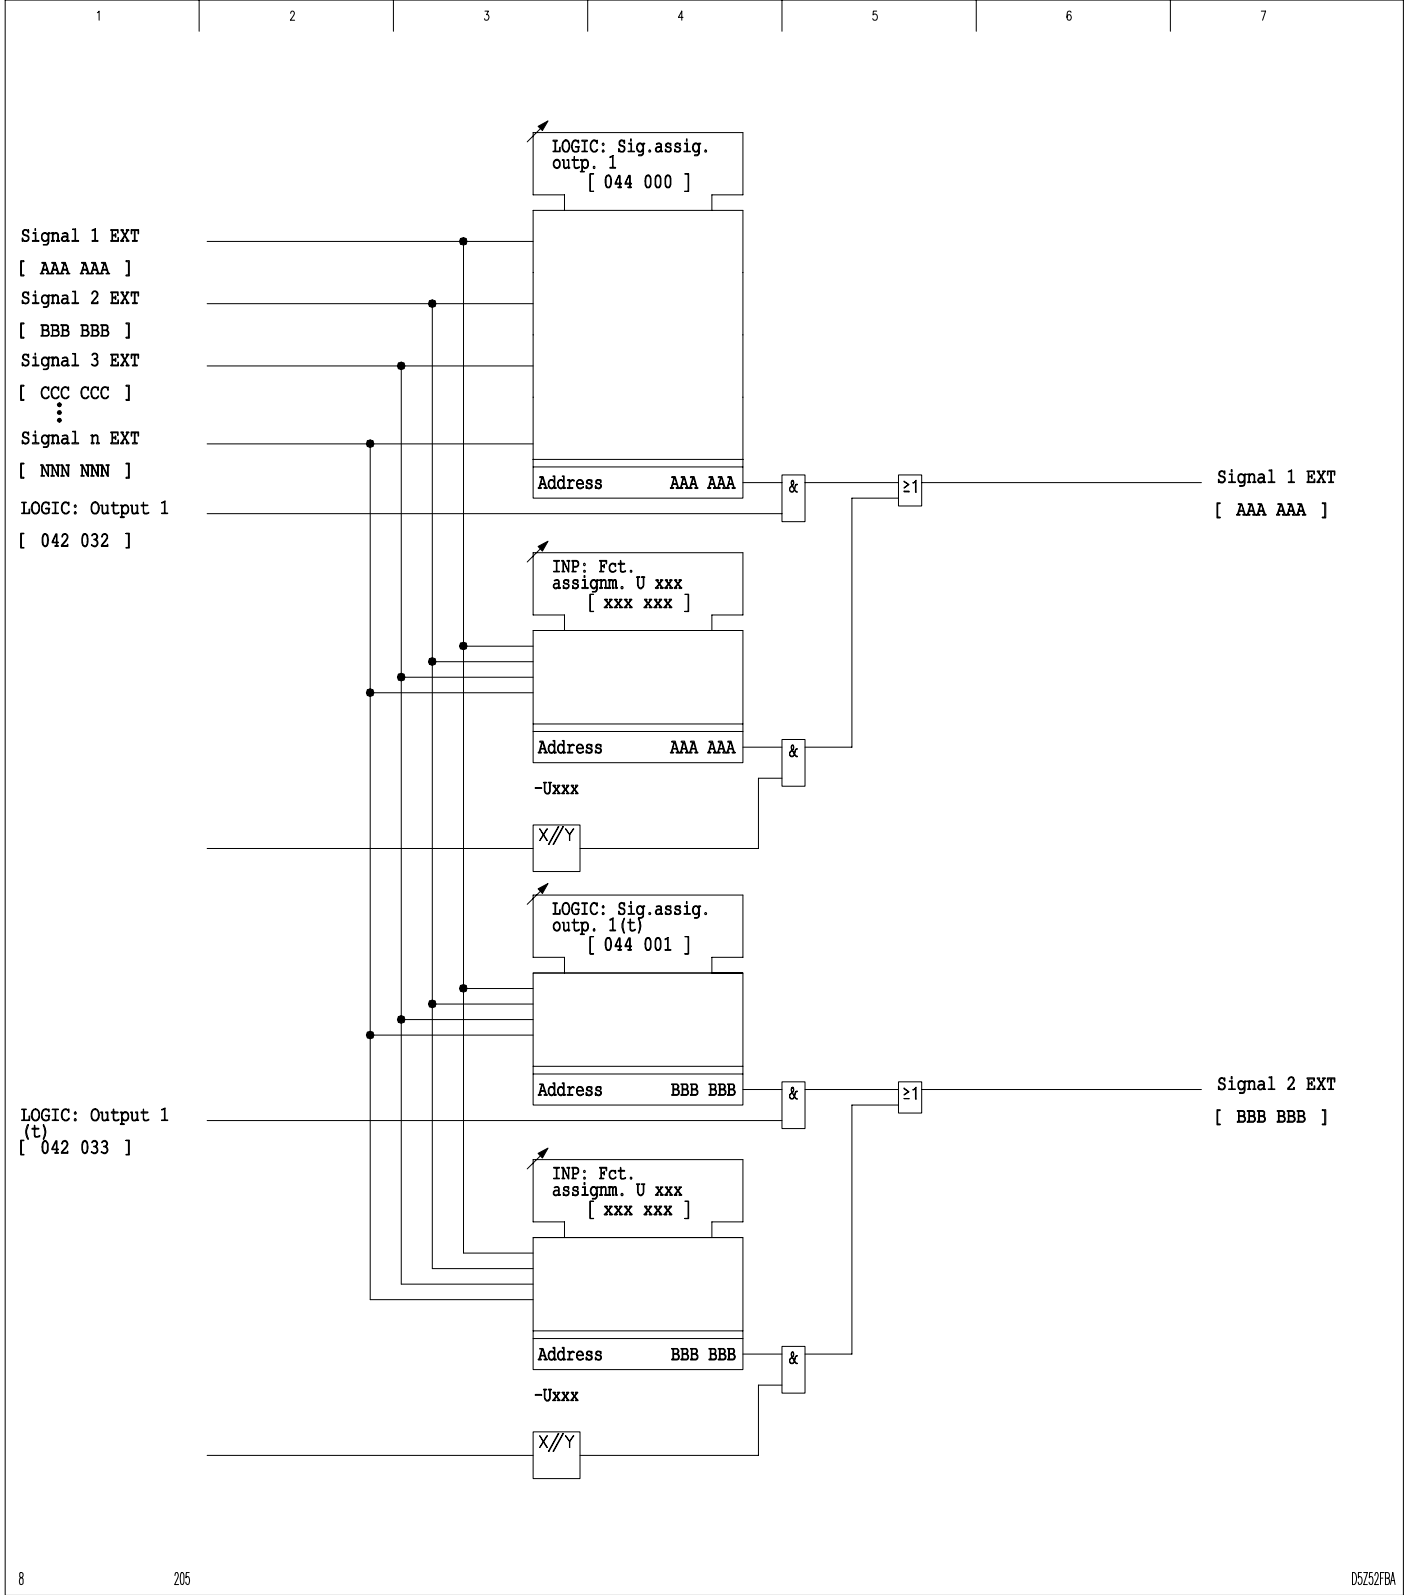 1 2 3 4 5 6 7
LOGIC: Sig.assig.
outp. 1
[ 044 000 ]
Signal 1 EXT
[ AAA AAA ]
Signal 2 EXT
[ BBB BBB ]
Signal 3 EXT
[ CCC CCC ]
Signal n EXT
[ NNN NNN ]
Address AAA AAA
&
≥1
Signal 1 EXT
[ AAA AAA ]
LOGIC: Output 1
[ 042 032 ]
INP: Fct.
assignm. U xxx
[ xxx xxx ]
Address AAA AAA
&
-Uxxx
X//Y
LOGIC: Sig.assig.
outp. 1(t)
[ 044 001 ]
Address BBB BBB
&
≥1
Signal 2 EXT
[ BBB BBB ]
LOGIC: Output 1
(t)
[ 042 033 ]
INP: Fct.
assignm. U xxx
[ xxx xxx ]
Address BBB BBB
&
-Uxxx
X//Y
8 205 D5Z52FBA